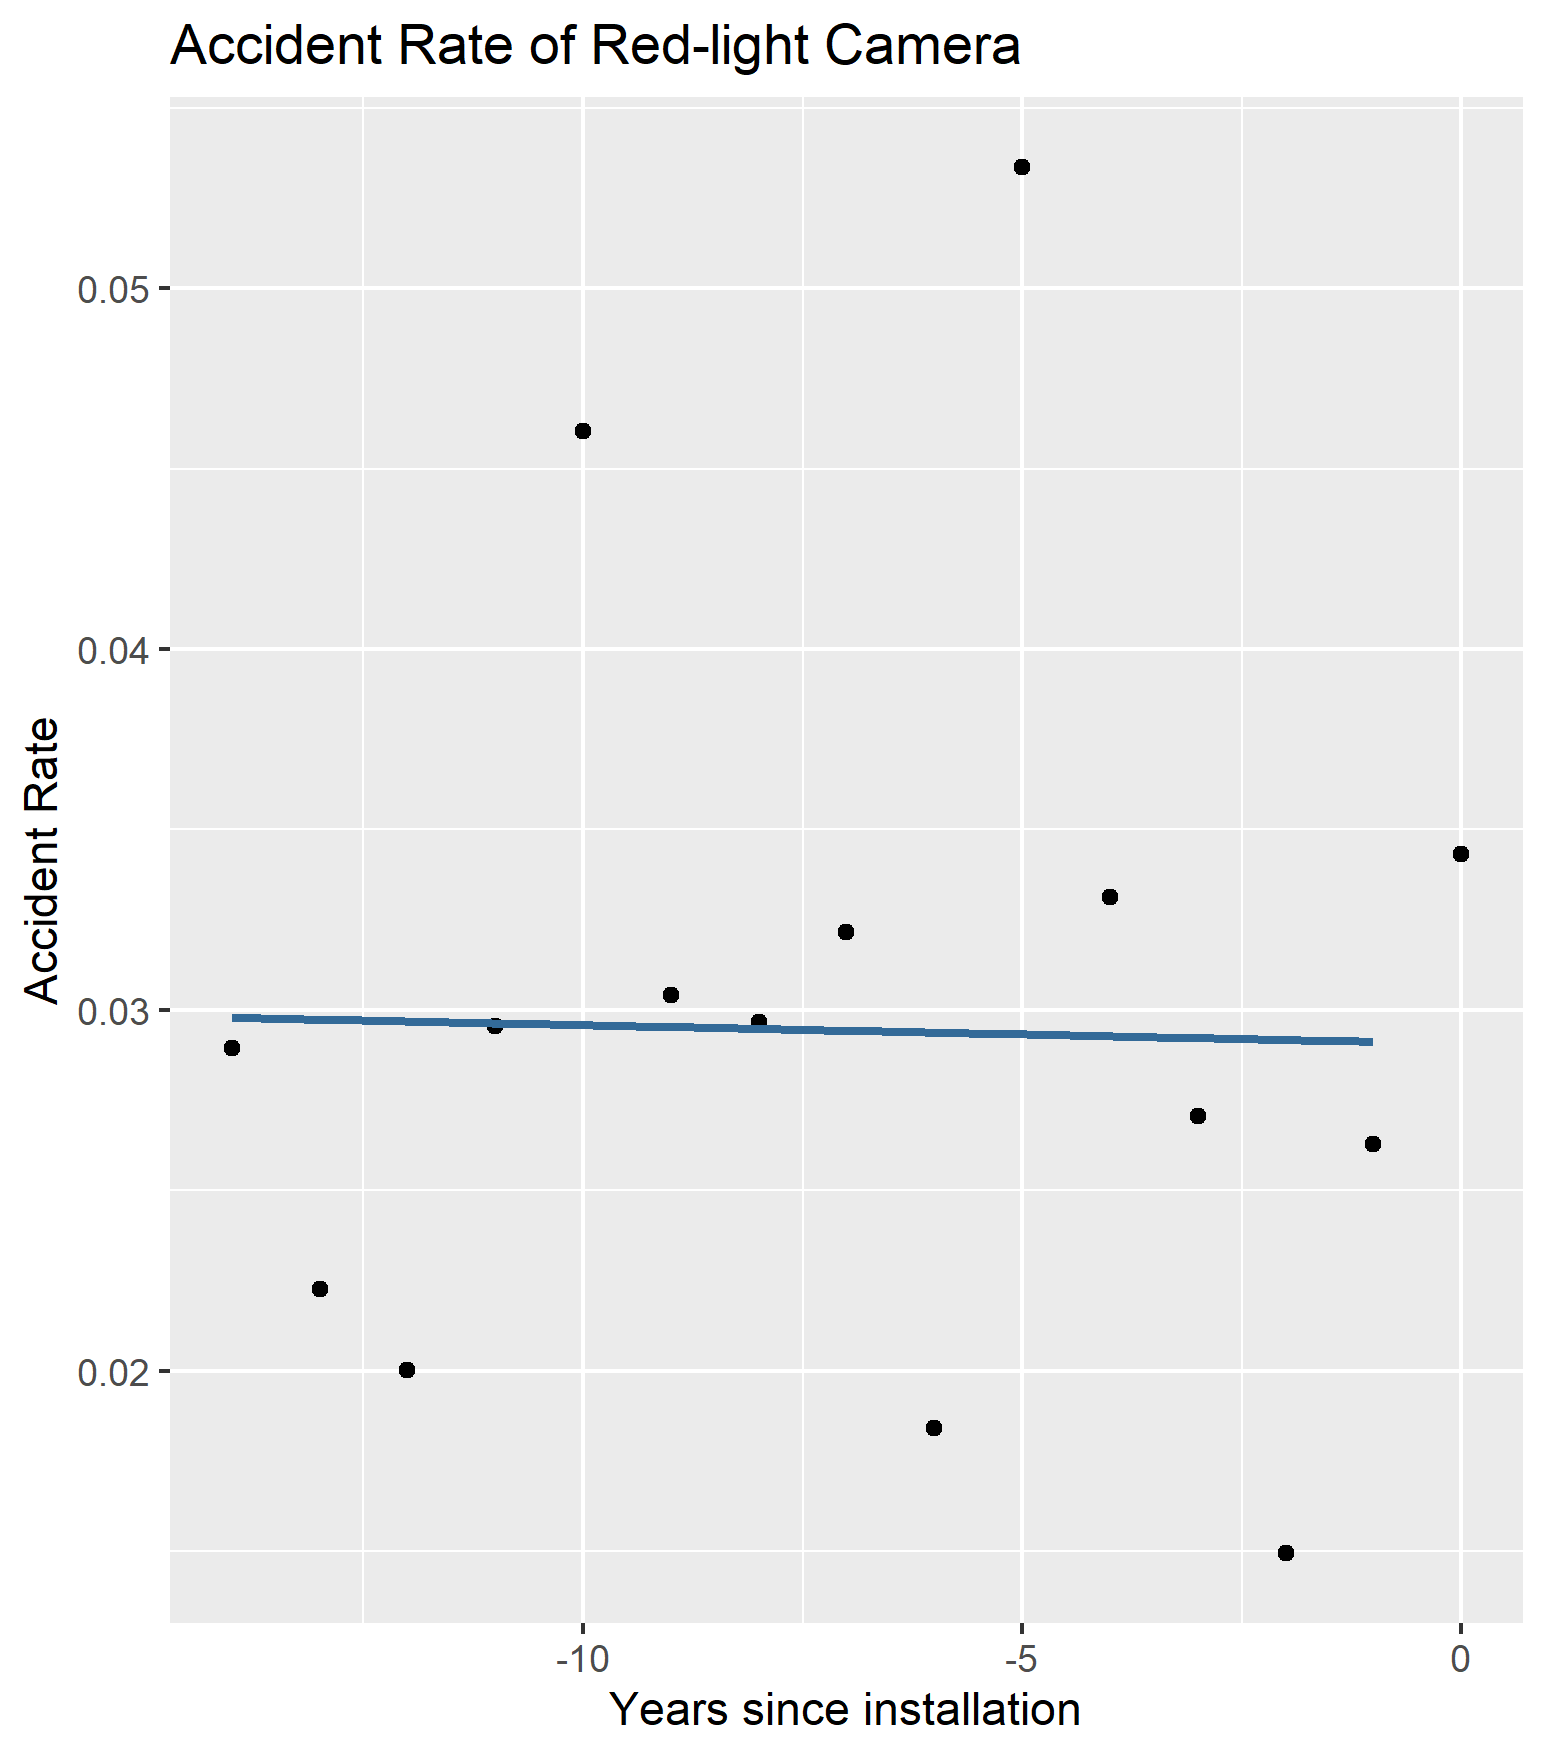 Accident Rate of Red-light Camera
Accident Rate
0.05
0.04
0.03
0.02
-10
-5
0
Years since installation